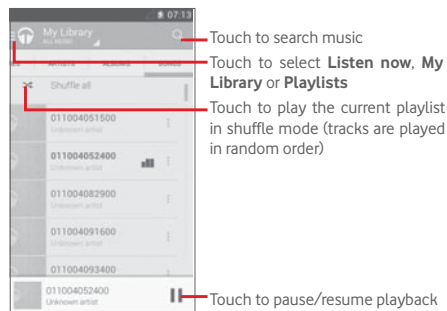 07:13
My Library
ALL MUSIC
ARTISTS ALBUMS SONGS
Shuffle all
011004051500
Unknown artist
011004052400
Unknown artist
011004082900
Unknown artist
011004091600
Unknown artist
011004093400
011004052400
Unknown artist
Touch to search music
Touch to select Listen now, My
Library or Playlists
Touch to play the current playlist
in shuffle mode (tracks are played
in random order)
Touch to pause/resume playback